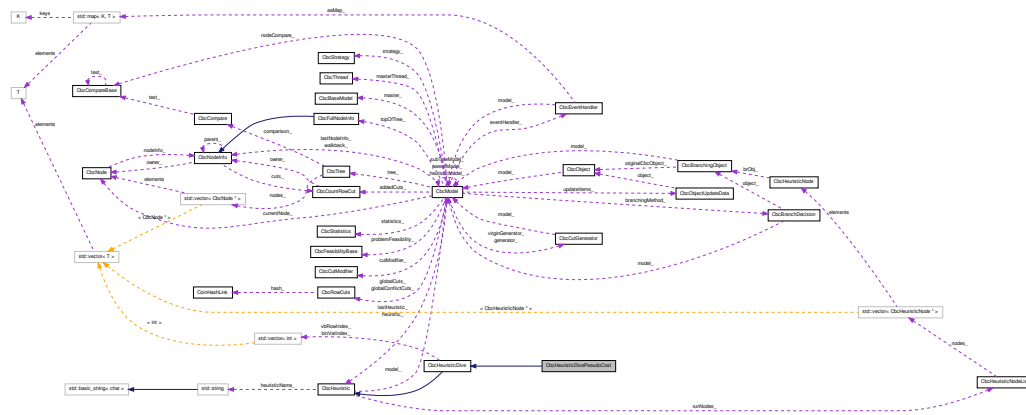 K
keys
std::map< K, T >
eaMap_
elements
nodeCompare_
CbcStrategy
strategy_
test_
CbcCompareBase
CbcThread
masterThread_
T
CbcBaseModel
master_
model_
CbcEventHandler
test_
CbcCompare
CbcFullNodeInfo
topOfTree_
eventHandler_
elements
comparison_
lastNodeInfo_
walkback_
parent_
nodeInfo_
CbcNodeInfo
model_
owner_
subTreeModel_
parentModel_
originalObject_
CbcBranchingObject
CbcNode
owner_
CbcTree
tree_
model_
CbcObject
object_
brObj_
CbcHeuristicNode
elements
cuts_
nodes_
CbcCountRowCut
addedCuts_
CbcModel
updateItems_
CbcObjectUpdateData
object_
std::vector< CbcNode * >
branchingMethod_
< CbcNode * >
currentNode_
CbcBranchDecision
elements
statistics_
CbcStatistics
model_
virginGenerator_
generator_
CbcCutGenerator
problemFeasibility_
CbcFeasibilityBase
std::vector< T >
cutModifier_
CbcCutModifier
model_
globalCuts_
globalConflictCuts_
CoinHashLink
hash_
CbcRowCuts
< CbcHeuristicNode * >
std::vector< CbcHeuristicNode * >
lastHeuristic_
heuristic_
< int >
vbRowIndex_
binVarIndex_
std::vector< int >
nodes_
model_
CbcHeuristicDive
CbcHeuristicDivePseudoCost
std::basic_string< char >
std::string
heuristicName_
CbcHeuristic
runNodes_